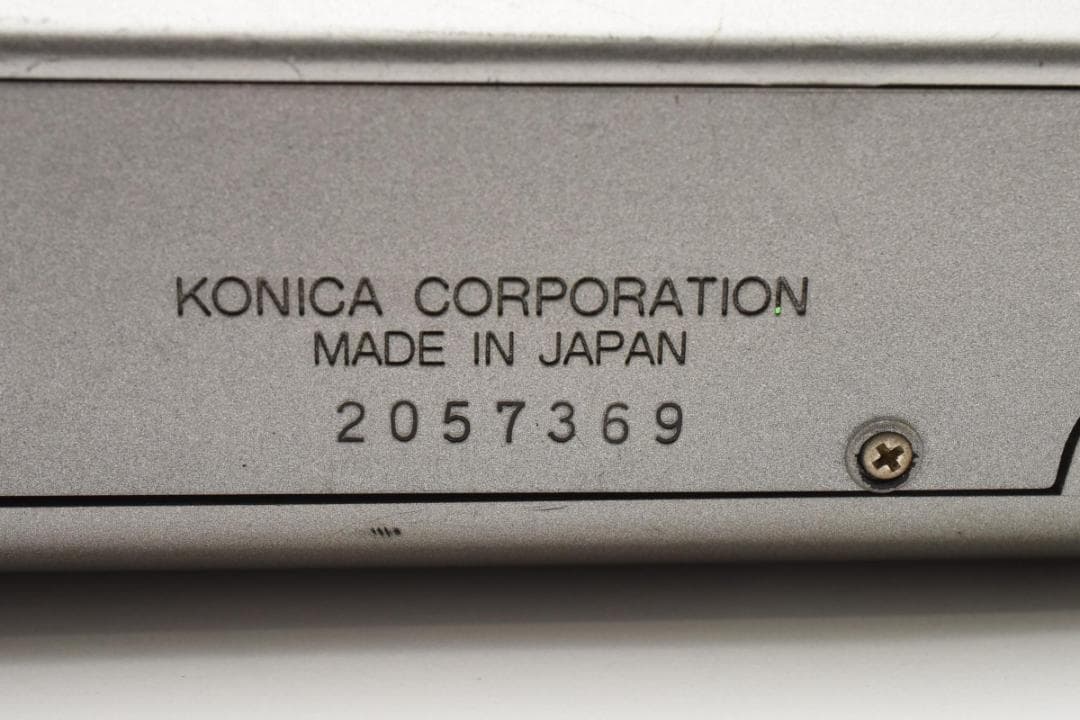 KONICA CORPORATION
MADE IN JAPAN
2057369